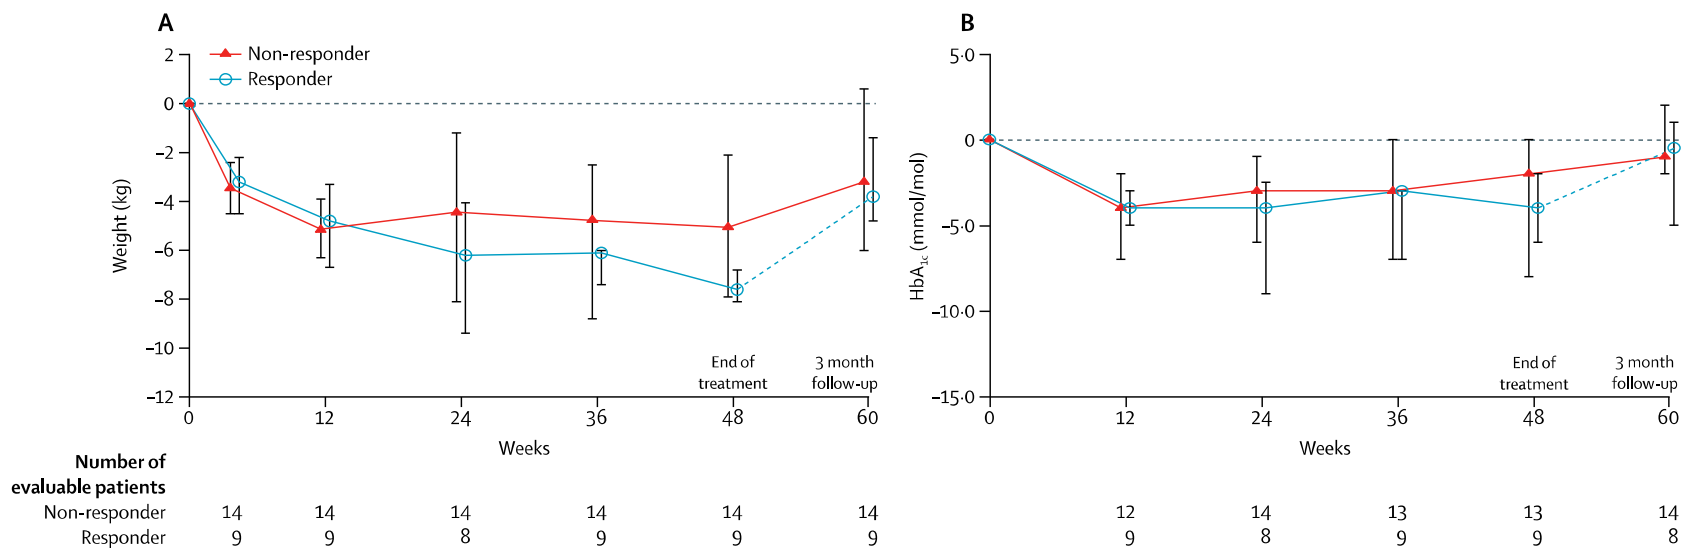 A
B
Non-responder
Responder
2
0
−2
−4
−6
−8
−10
−12
Weight (kg)
5·0
0
−5·0
−10·0
−15·0
HbA1c (mmol/mol)
End of
treatment
3 month
follow-up
End of
treatment
3 month
follow-up
0 12 24 36 48 60
0 12 24 36 48 60
Weeks
Weeks
Number of
evaluable patients
Non-responder 14 14 14 14 14 14 12 14 13 13 14
Responder 9 9 8 9 9 9 9 8 9 9 8